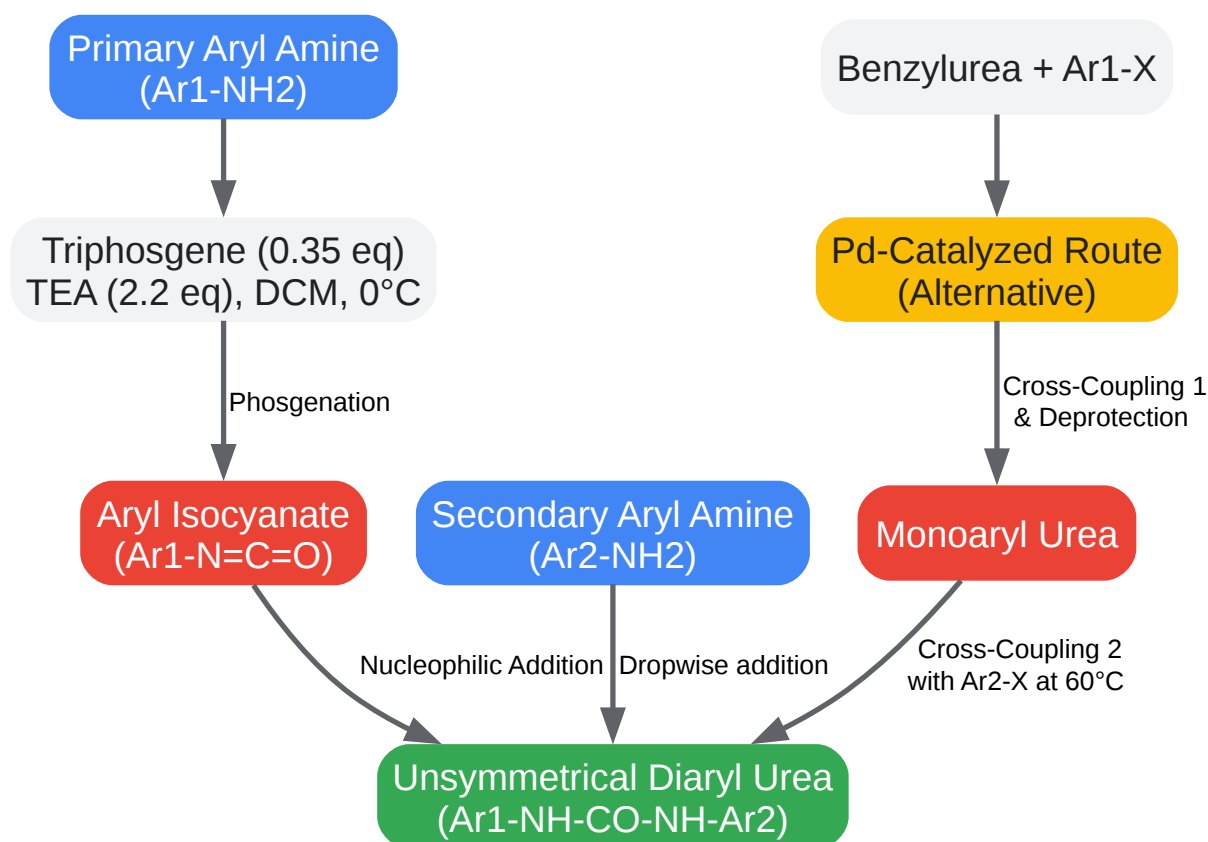 Primary Aryl Amine
(Ar1-NH2)
Benzylurea + Ar1-X
Triphosgene (0.35 eq)
TEA (2.2 eq), DCM, 0°C
Pd-Catalyzed Route
(Alternative)
Phosgenation
Cross-Coupling 1
& Deprotection
Aryl Isocyanate
(Ar1-N=C=O)
Secondary Aryl Amine
(Ar2-NH2)
Monoaryl Urea
Nucleophilic Addition
Dropwise addition
Cross-Coupling 2
with Ar2-X at 60°C
Unsymmetrical Diaryl Urea
(Ar1-NH-CO-NH-Ar2)